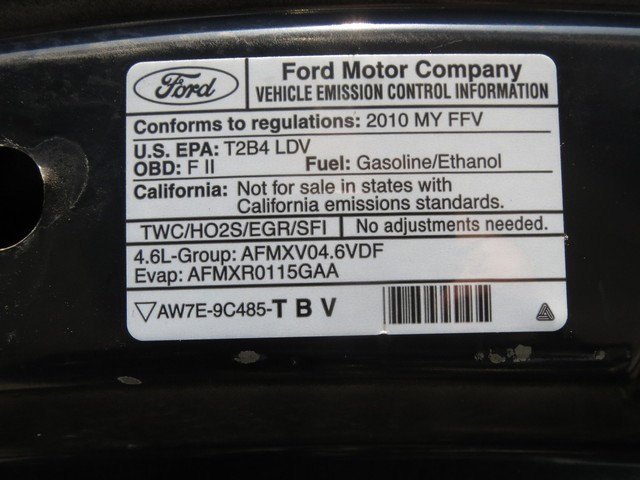 Ford
Ford Motor Company
VEHICLE EMISSION CONTROL INFORMATION
Conforms to regulations: 2010 MY FFV
U.S. EPA: T2B4 LDV
OBD: F II Fuel: Gasoline/Ethanol
California: Not for sale in states with
California emissions standards.
TWC/HO2S/EGR/SFI No adjustments needed.
4.6L-Group: AFMXV04.6VDF
Evap: AFMXR0115GAA
AW7E-9C485-T B V